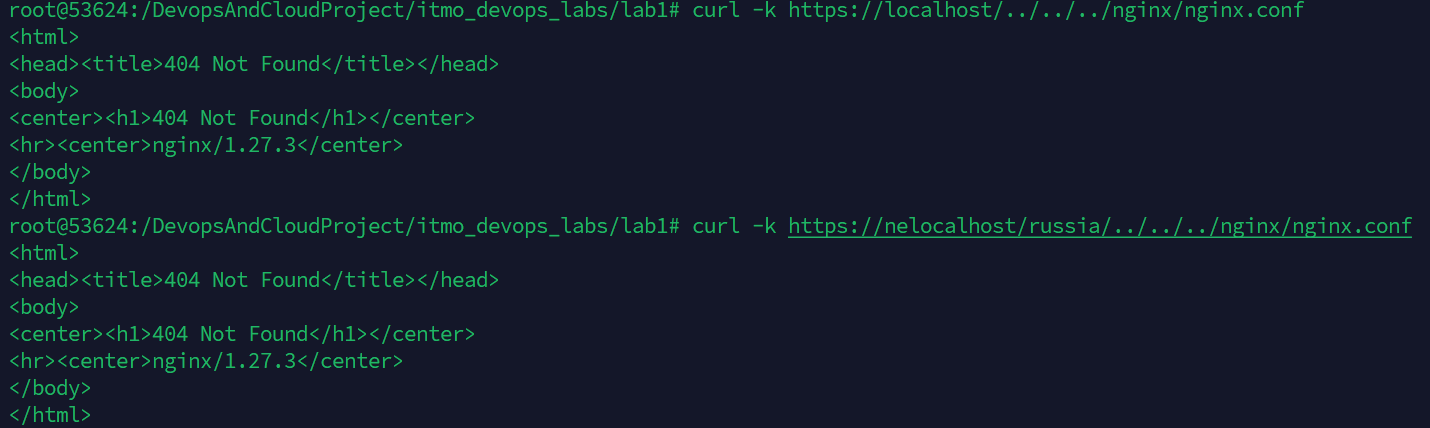 root@53624:/DevopsAndCloudProject/itmo_devops_labs/lab1# curl -k https://localhost/../../../nginx/nginx.conf
<html>
<head><title>404 Not Found</title></head>
<body>
<center><h1>404 Not Found</h1></center>
<hr><center>nginx/1.27.3</center>
</body>
</html>
root@53624:/DevopsAndCloudProject/itmo_devops_labs/lab1# curl -k https://nelocalhost/russia/../../../nginx/nginx.conf
<html>
<head><title>404 Not Found</title></head>
<body>
<center><h1>404 Not Found</h1></center>
<hr><center>nginx/1.27.3</center>
</body>
</html>